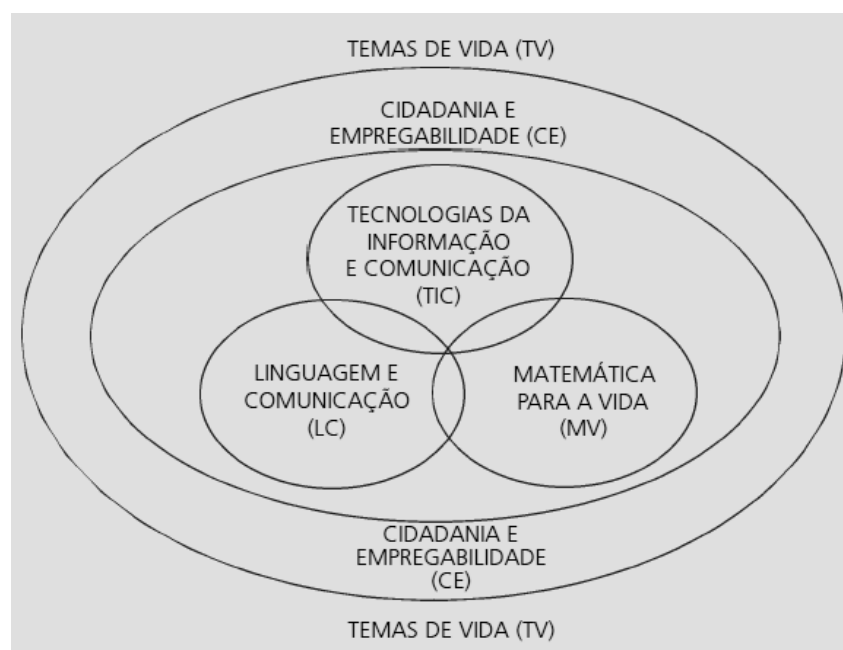 TEMAS DE VIDA (TV)
CIDADANIA E
EMPREGABILIDADE (CE)
TECNOLOGIAS DA
INFORMAÇÃO
E COMUNICAÇÃO
(TIC)
LINGUAGEM E
COMUNICAÇÃO
(LC)
MATEMÁTICA
PARA A VIDA
(MV)
CIDADANIA E
EMPREGABILIDADE
(CE)
TEMAS DE VIDA (TV)